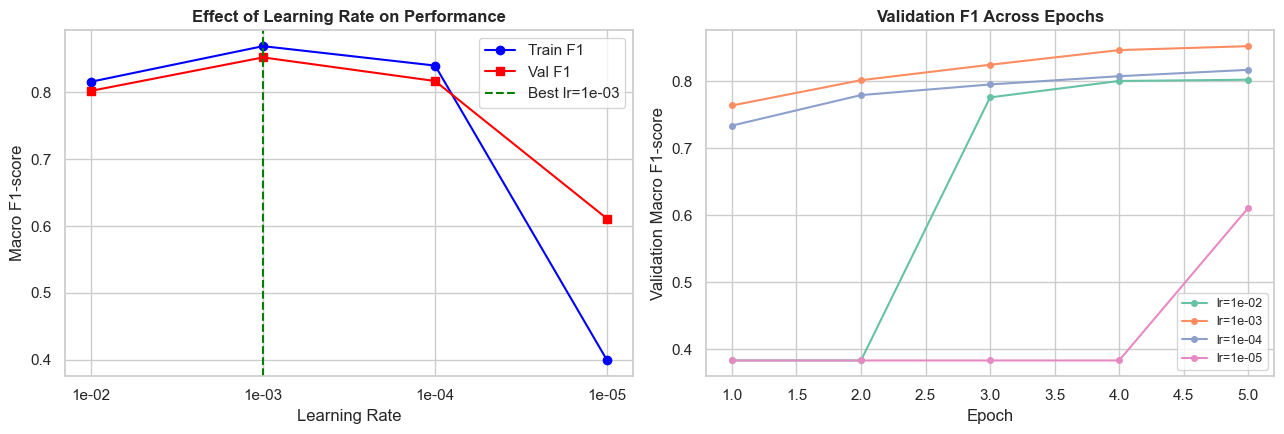 Effect of Learning Rate on Performance
Macro F1-score
0.8
0.7
0.6
0.5
0.4
1e-02
1e-03
1e-04
1e-05
Learning Rate
Train F1
Val F1
Best lr=1e-03
Validation F1 Across Epochs
Validation Macro F1-score
0.8
0.7
0.6
0.5
0.4
1.0
1.5
2.0
2.5
3.0
3.5
4.0
4.5
5.0
Epoch
lr=1e-02
lr=1e-03
lr=1e-04
lr=1e-05